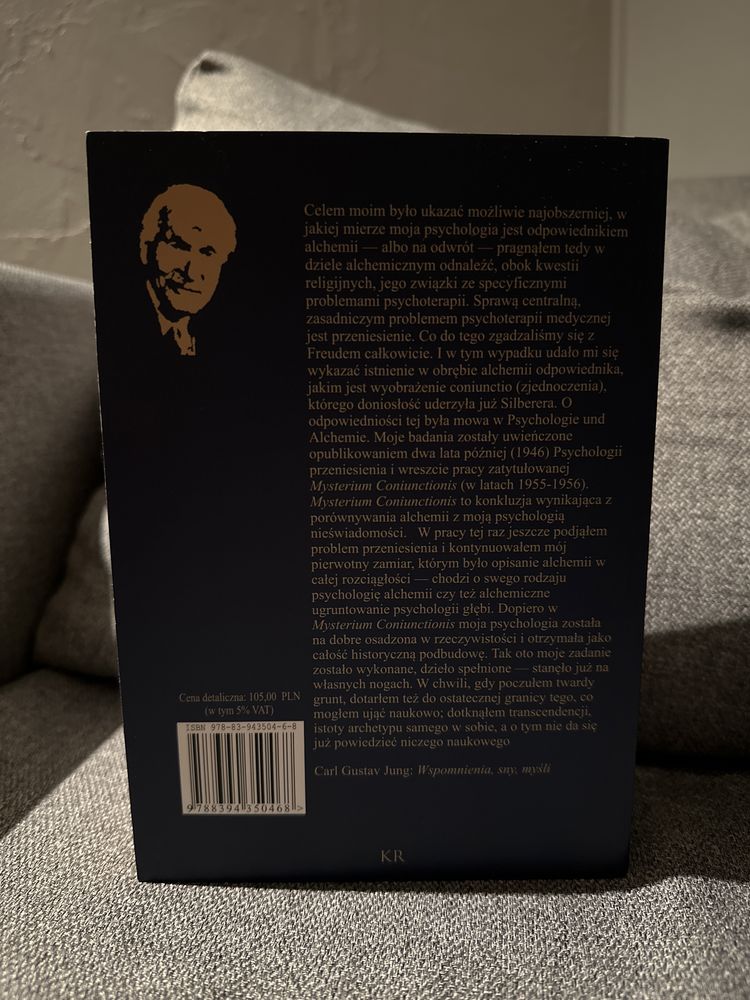 Celem moim było ukazać możliwie najobszerniej, w
jakiej mierze moja psychologia jest odpowiednikiem
alchemii — albo na odwrót — pragnąłem tedy w
dziele alchemicznym odnaleźć, obok kwestii
religijnych, jego związki ze specyficznymi
problemami psychoterapii. Sprawą centralną,
zasadniczym problemem psychoterapii medycznej
jest przeniesienie. Co do tego zgadzaliśmy się z
Freudem całkowicie. I w tym wypadku udało mi się
wykazać istnienie w obrębie alchemii odpowiednika,
jakim jest wyobrażenie coniunctio (zjednoczenia),
którego doniosłość uderzyła już Silberera. O
odpowiedniości tej była mowa w Psychologie und
Alchemie. Moje badania zostały uwieńczone
opublikowaniem dwa lata później (1946) Psychologii
przeniesienia i wreszcie pracy zatytułowanej
Mysterium Coniunctionis (w latach 1955-1956).
Mysterium Coniunctionis to konkluzja wynikająca z
porównywania alchemii z moją psychologią
nieświadomości. W pracy tej raz jeszcze podjąłem
problem przeniesienia i kontynuowałem mój
pierwotny zamiar, którym było opisanie alchemii w
całej rozciągłości — chodzi o swego rodzaju
psychologię alchemii czy też alchemiczne
ugruntowanie psychologii głębi. Dopiero w
Mysterium Coniunctionis moja psychologia została
na dobre osadzona w rzeczywistości i otrzymała jako
całość historyczną podbudowę. Tak oto moje zadanie
zostało wykonane, dzieło spełnione — stanęło już na
własnych nogach. W chwili, gdy poczułem twardy
grunt, dotarłem też do ostatecznej granicy tego, co
mogłem ująć naukowo; dotknąłem transcendencji,
istoty archetypu samego w sobie, a o tym nie da się
już powiedzieć niczego naukowego
Carl Gustav Jung: Wspomnienia, sny, myśli
Cena detaliczna: 105,00 PLN
(w tym 5% VAT)
ISBN 978-83-943504-6-8
9 788394 350468 >
KR